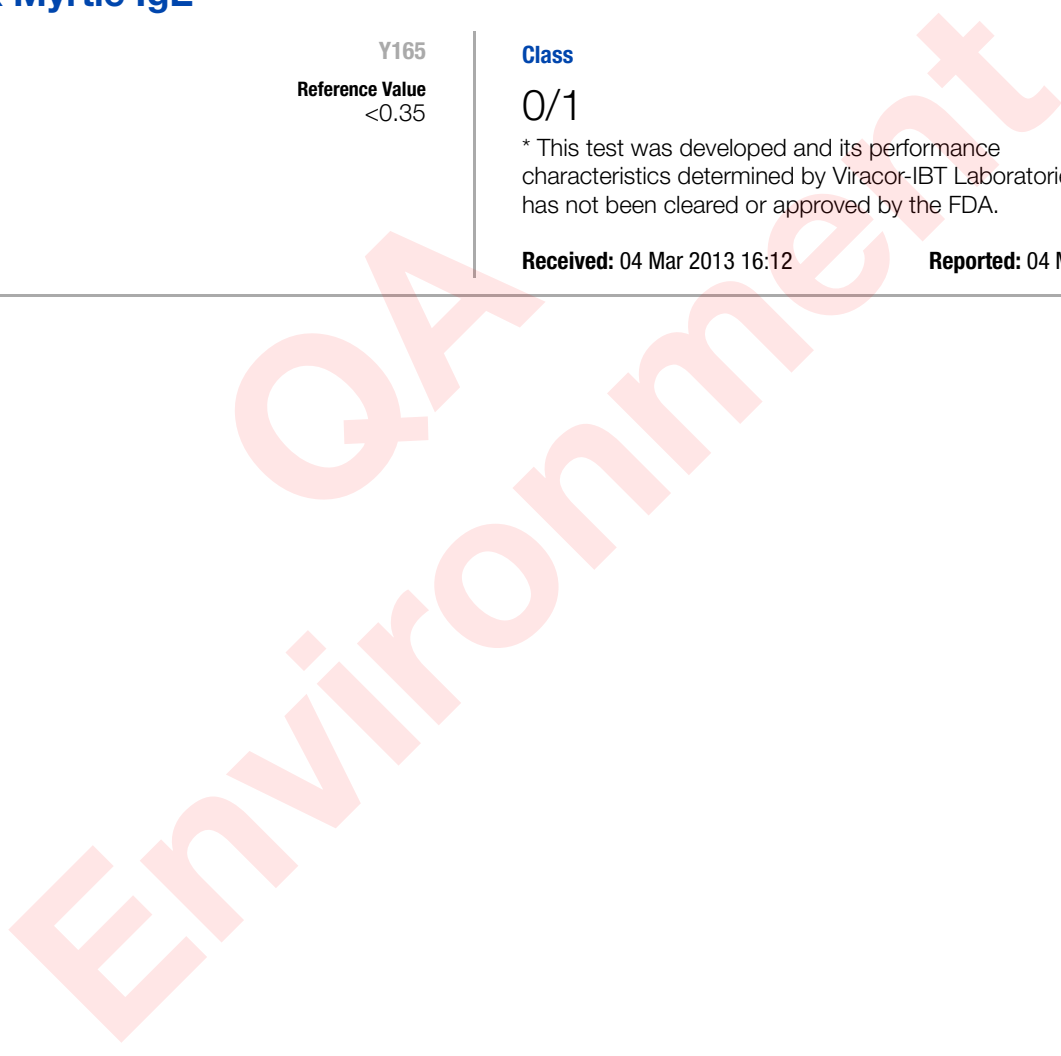 Myrtle IgE
Y165
Reference Value
<0.35
Class
0/1
* This test was developed and its performance
characteristics determined by Viracor-IBT
has not been cleared or approved by the FDA.
Received: 04 Mar 2013 16:12
Reported: 04
QA
Environment